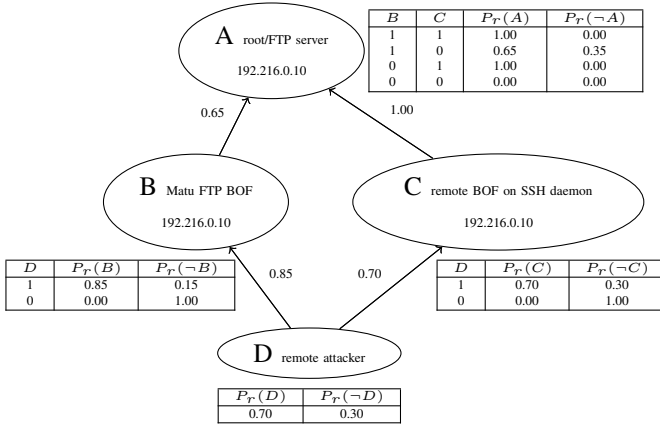 A root/FTP server
192.216.0.10
B C Pr(A) Pr(¬A)
1 1 1.00 0.00
1 0 0.65 0.35
0 1 1.00 0.00
0 0 0.00 0.00
0.65
1.00
B Matu FTP BOF
192.216.0.10
C remote BOF on SSH daemon
192.216.0.10
D Pr(B) Pr(¬B)
1 0.85 0.15
0 0.00 1.00
0.85
0.70
D Pr(C) Pr(¬C)
1 0.70 0.30
0 0.00 1.00
D remote attacker
Pr(D) Pr(¬D)
0.70 0.30